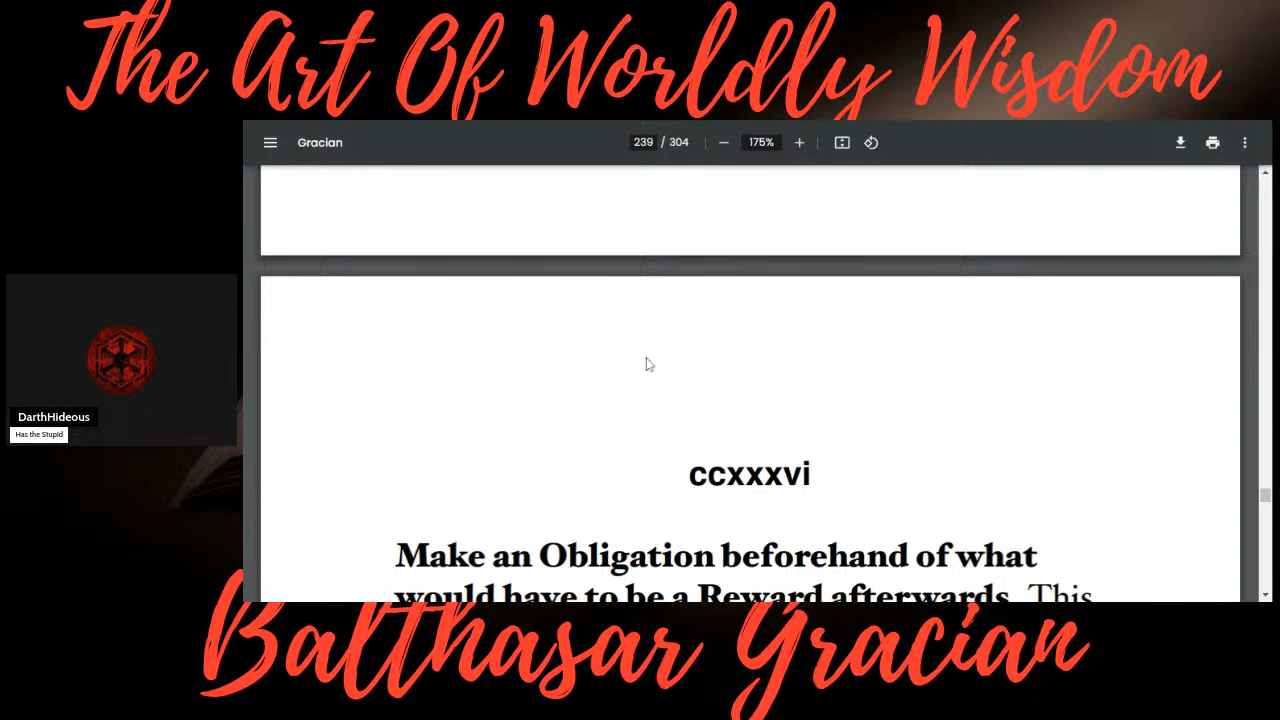 The Art Of Worldly Wisdom
Gracian
239 / 304
175%
ccxxxvi
Make an Obligation beforehand of what
would have to be a Reward afterwards. This
DarthHideous
Has the Stupid
Balthasar Gracian